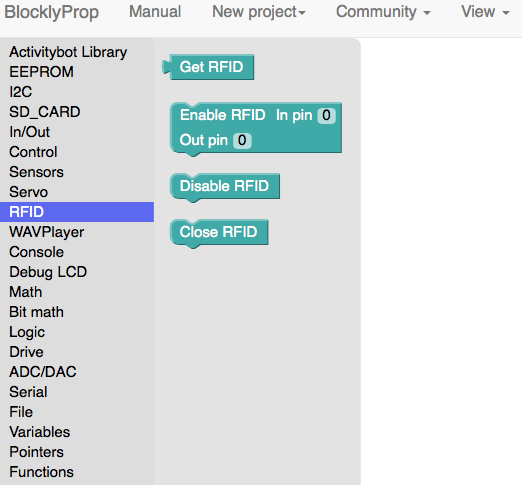 BlocklyProp Manual New project Community View
Activitybot Library
EEPROM
I2C
SD_CARD
In/Out
Control
Sensors
Servo
RFID
WAVPlayer
Console
Debug LCD
Math
Bit math
Logic
Drive
ADC/DAC
Serial
File
Variables
Pointers
Functions
Get RFID
Enable RFID In pin 0
Out pin 0
Disable RFID
Close RFID